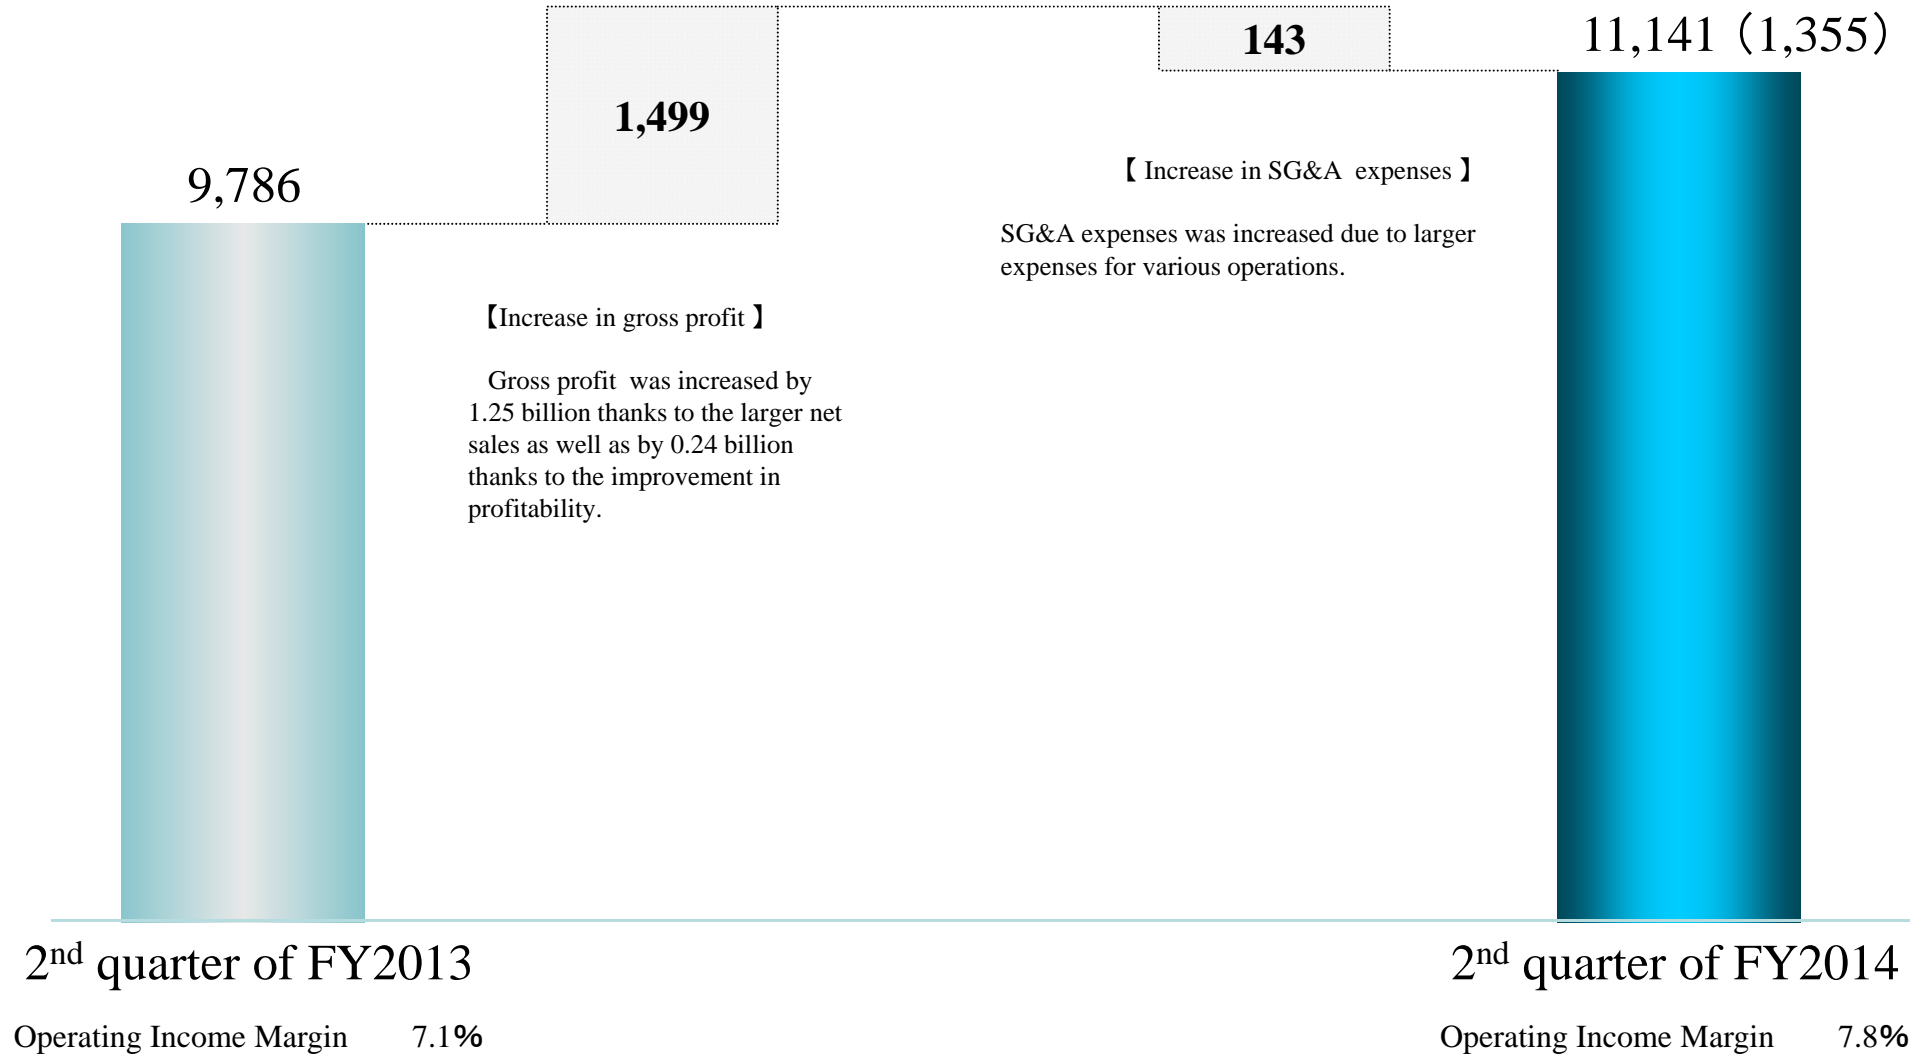 143
11,141（1,355）
1,499
9,786
【 Increase in SG&A expenses 】
SG&A expenses was increased due to larger
expenses for various operations.
【Increase in gross profit 】
Gross profit was increased by
1.25 billion thanks to the larger net
sales as well as by 0.24 billion
thanks to the improvement in
profitability.
2nd quarter of FY2013
2nd quarter of FY2014
Operating Income Margin 7.1%
Operating Income Margin 7.8%